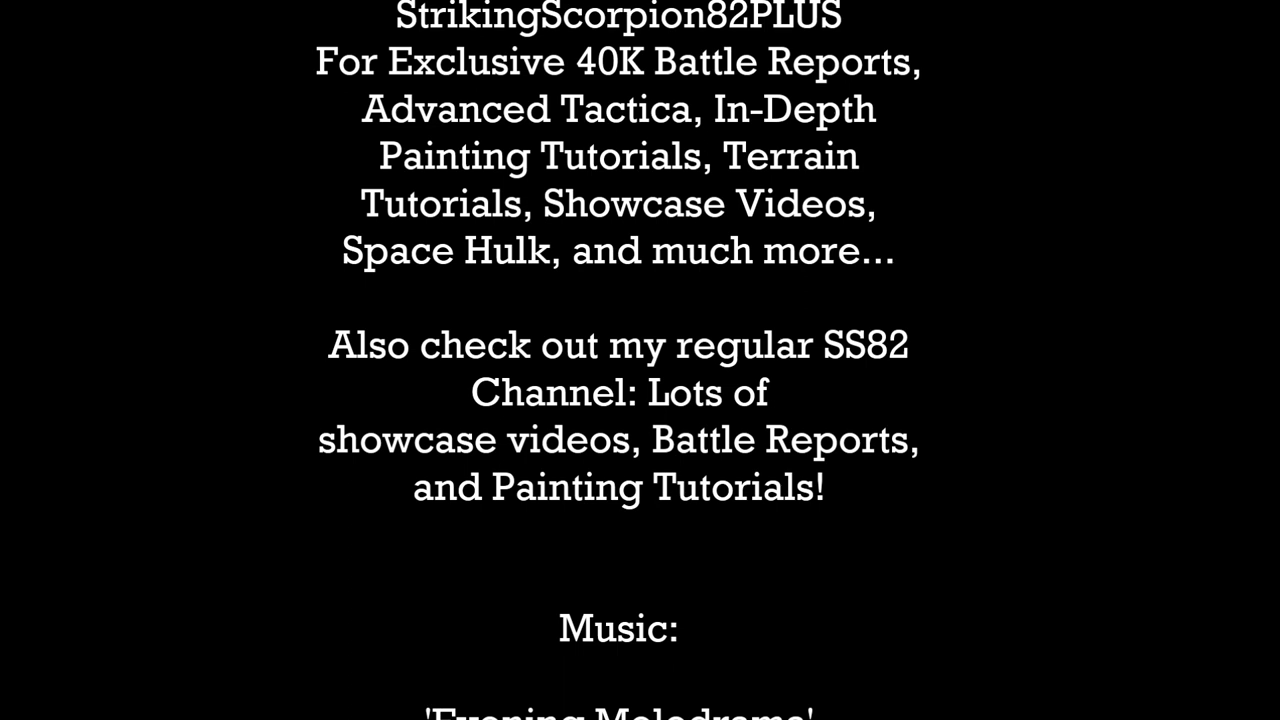 StrikingScorpion82PLUS
For Exclusive 40K Battle Reports,
Advanced Tactica, In-Depth
Painting Tutorials, Terrain
Tutorials, Showcase Videos,
Space Hulk, and much more...
Also check out my regular SS82
Channel: Lots of
showcase videos, Battle Reports,
and Painting Tutorials!
Music:
'Evening Melodrama'